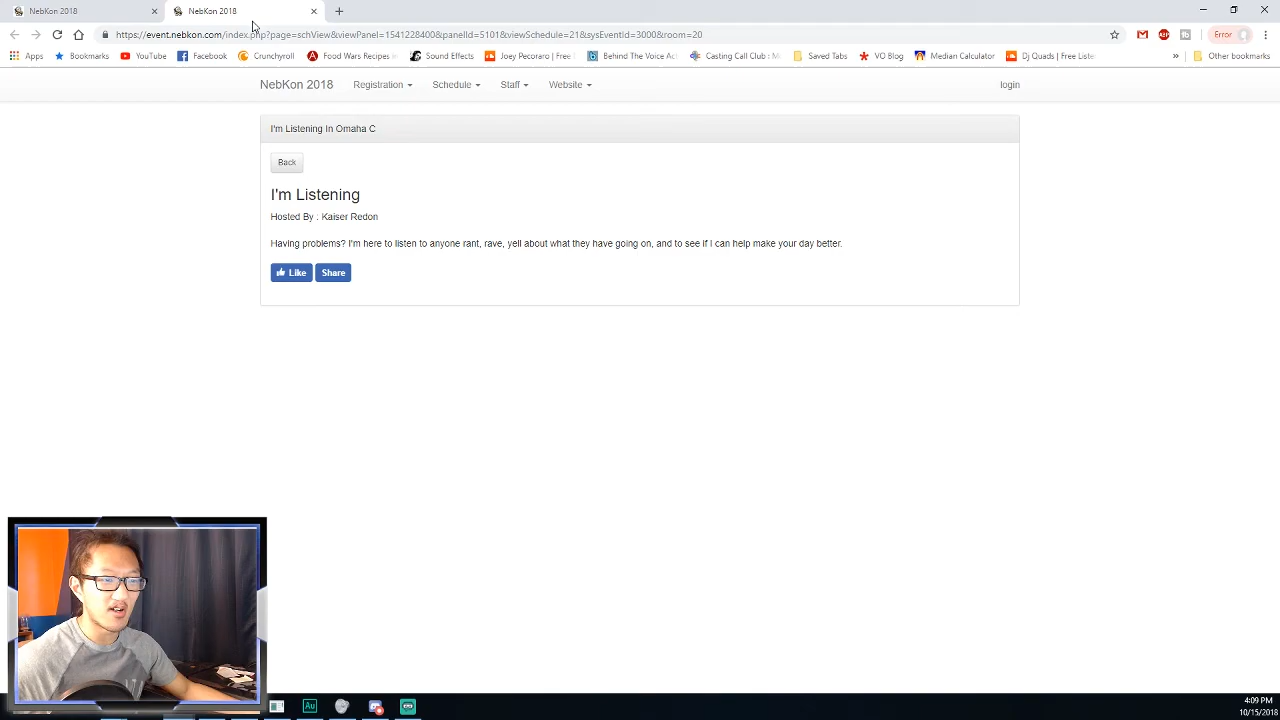 NebKon 2018
NebKon 2018
https://event.nebkon.com/index.php?page=schView&viewPanel=1541228400&panelId=5101&viewSchedule=21&sysEventId=3000&room=20
Error
Apps Bookmarks YouTube Facebook Crunchyroll Food War Recipes Sound Effects Joey Pecoraro | Free Behind The Voice Act Casting Call Club : M Saved Tabs VO Blog Median Calculator Dj Quads | Free Liste » Other bookmarks
NebKon 2018 Registration Schedule Staff Website login
I'm Listening In Omaha C
Back
I'm Listening
Hosted By : Kaiser Redon
Having problems? I'm here to listen to anyone rant, rave, yell about what they have going on, and to see if I can help make your day better.
Like Share
Au
4:09 PM
10/15/2018